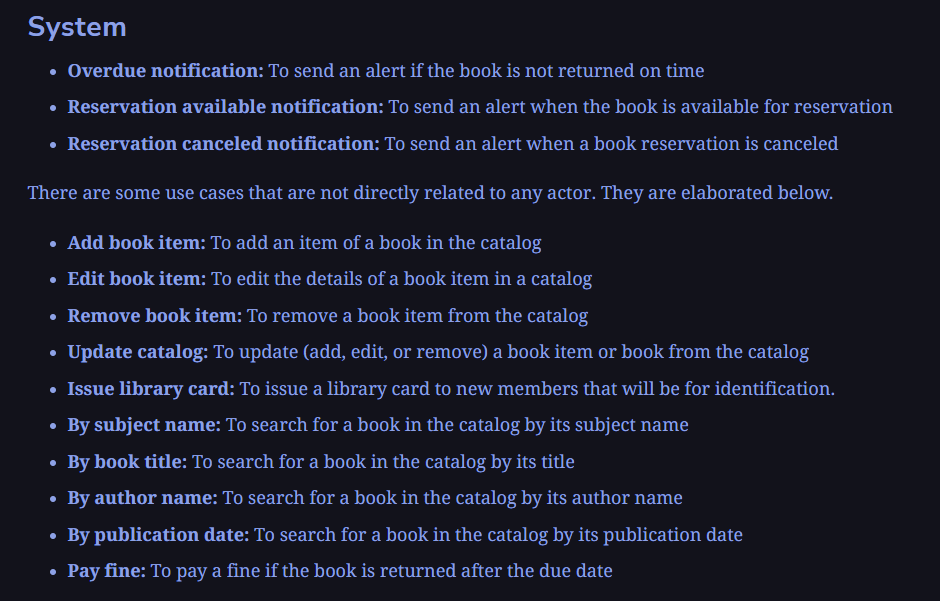 System
Overdue notification: To send an alert if the book is not returned on time
Reservation available notification: To send an alert when the book is available for reservation
Reservation canceled notification: To send an alert when a book reservation is canceled
There are some use cases that are not directly related to any actor. They are elaborated below.
Add book item: To add an item of a book in the catalog
Edit book item: To edit the details of a book item in a catalog
Remove book item: To remove a book item from the catalog
Update catalog: To update (add, edit, or remove) a book item or book from the catalog
Issue library card: To issue a library card to new members that will be for identification.
By subject name: To search for a book in the catalog by its subject name
By book title: To search for a book in the catalog by its title
By author name: To search for a book in the catalog by its author name
By publication date: To search for a book in the catalog by its publication date
Pay fine: To pay a fine if the book is returned after the due date